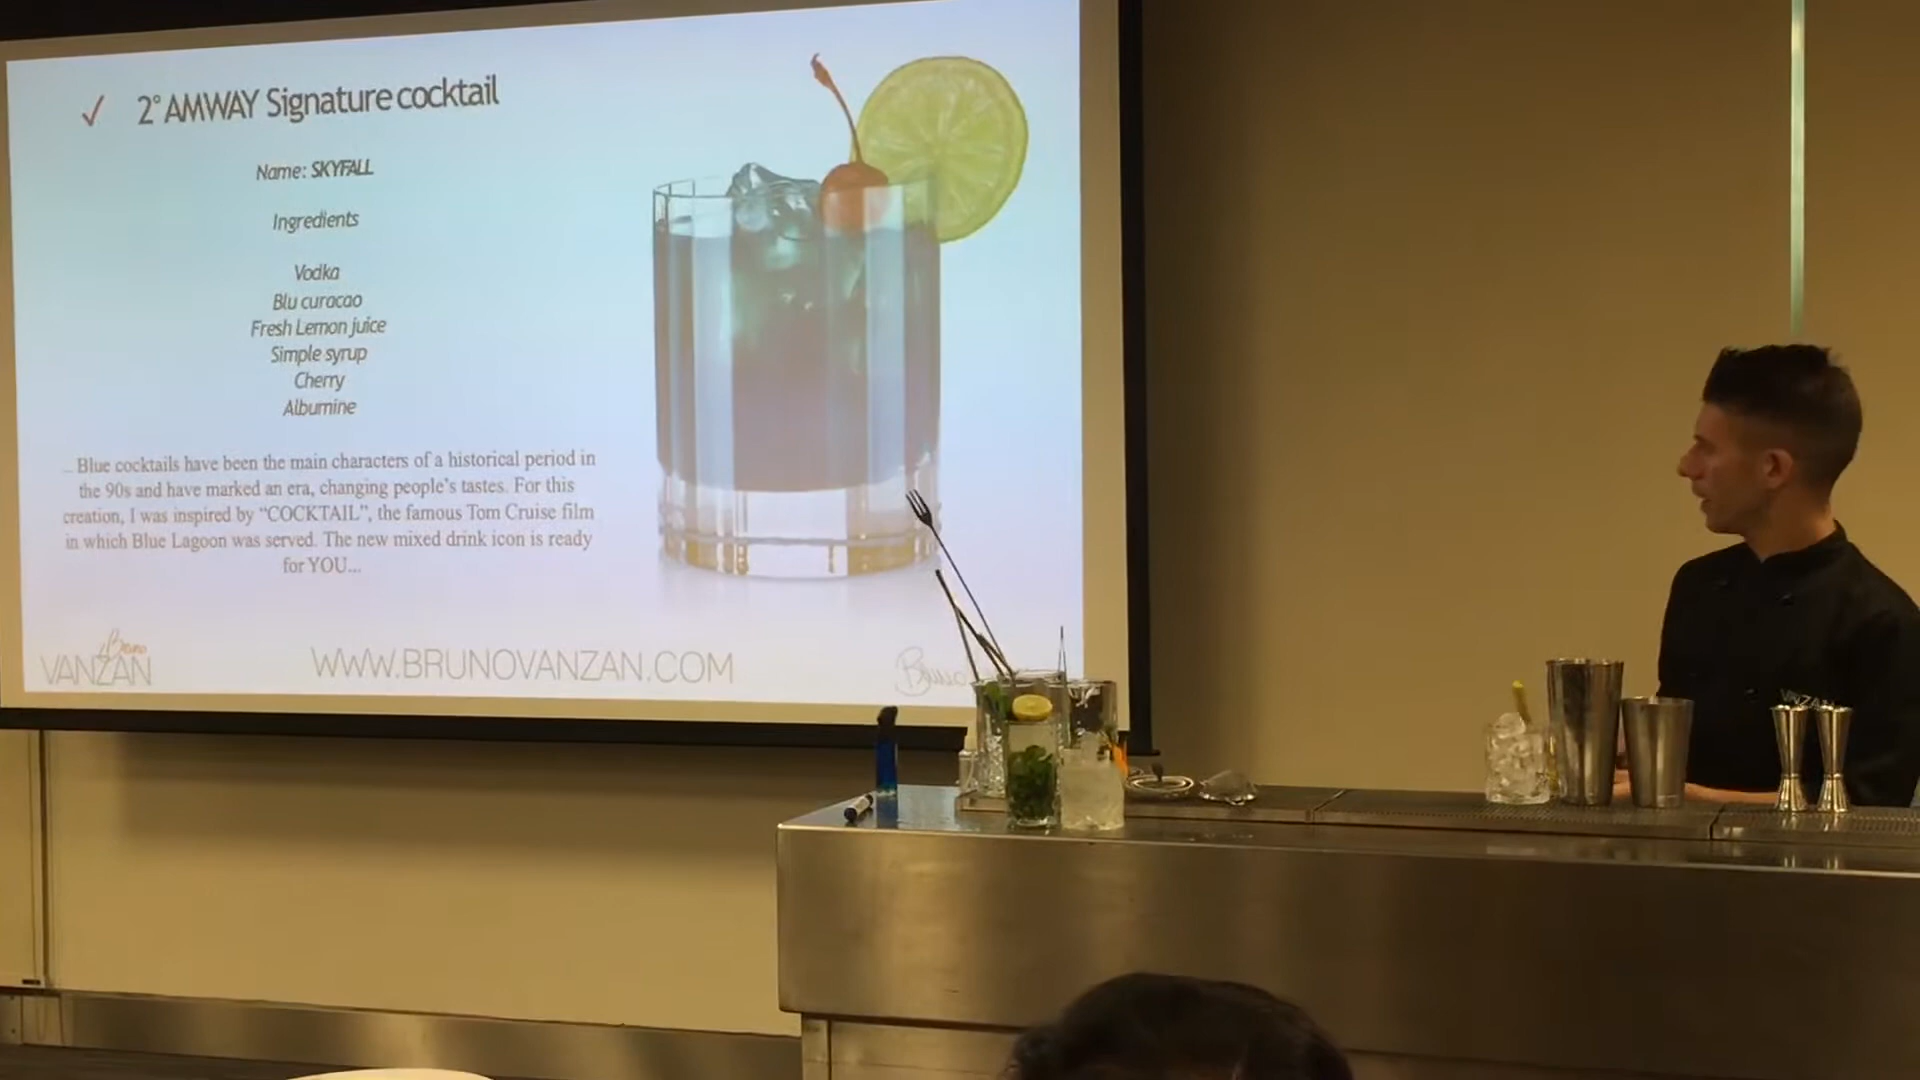 ✓ 2° AMWAY Signature cocktail
Name: SKYFALL
Ingredients
Vodka
Blu curacao
Fresh Lemon juice
Simple syrup
Cherry
Albumine
... Blue cocktails have been the main characters of a historical period in
the 90s and have marked an era, changing people's tastes. For this
creation, I was inspired by “COCKTAIL”, the famous Tom Cruise film
in which Blue Lagoon was served. The new mixed drink icon is ready
for YOU...
Bruno
VANZAN
WWW.BRUNOVANZAN.COM
Bruno
VANZAN